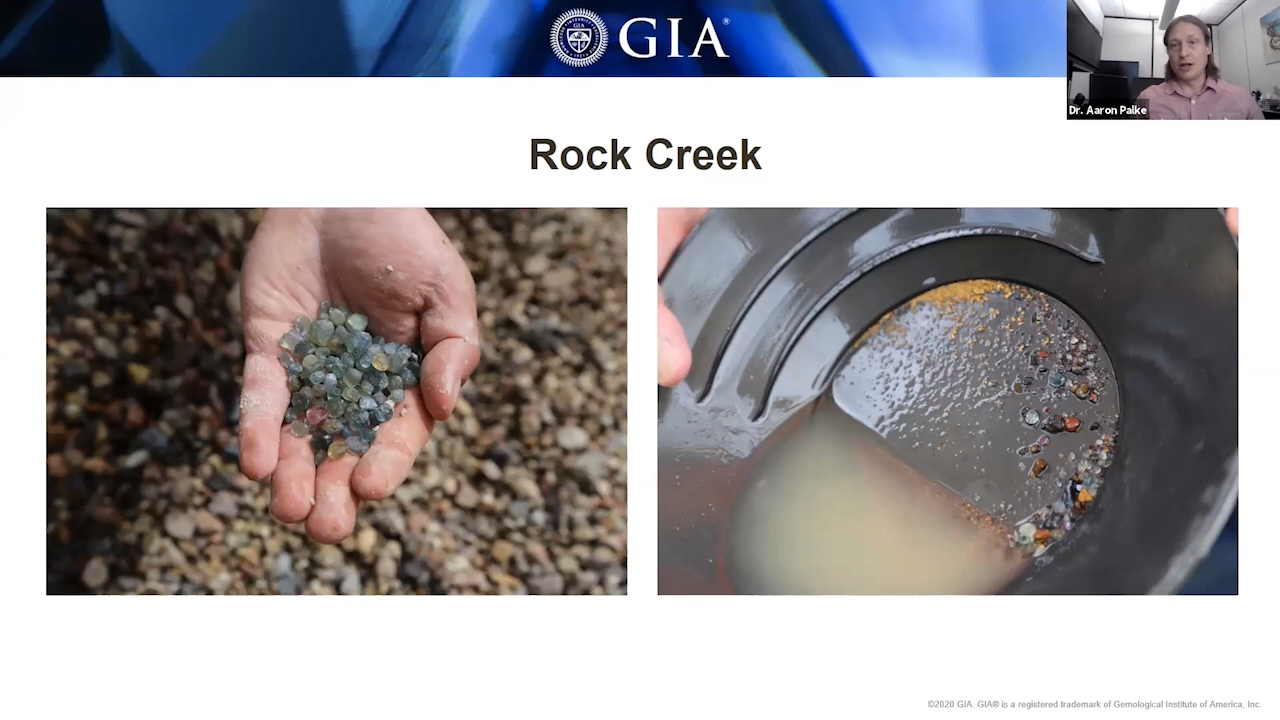 GIA®
Dr. Aaron Palke
Rock Creek
©2020 GIA. GIA® is a registered trademark of Gemological Institute of America, Inc.